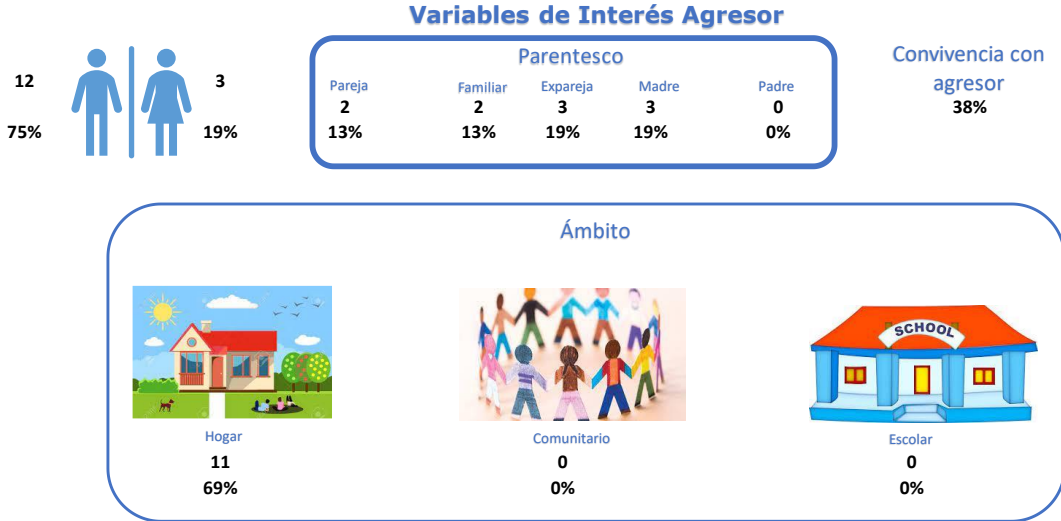 Variables de Interés Agresor
12
75%
3
19%
Parentesco
Pareja Familiar Expareja Madre Padre
2 2 3 3 0
13% 13% 19% 19% 0%
Convivencia con
agresor
38%
Ámbito
SCHOOL
Hogar Comunitario Escolar
11 0 0
69% 0% 0%